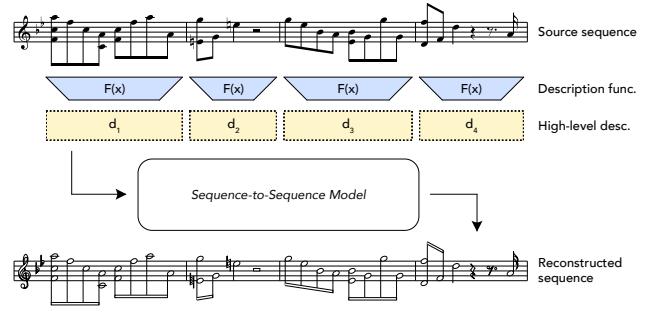 Source sequence
F(x) F(x) F(x) F(x) Description func.
d1 d2 d3 d4 High-level desc.
Sequence-to-Sequence Model
Reconstructed
sequence